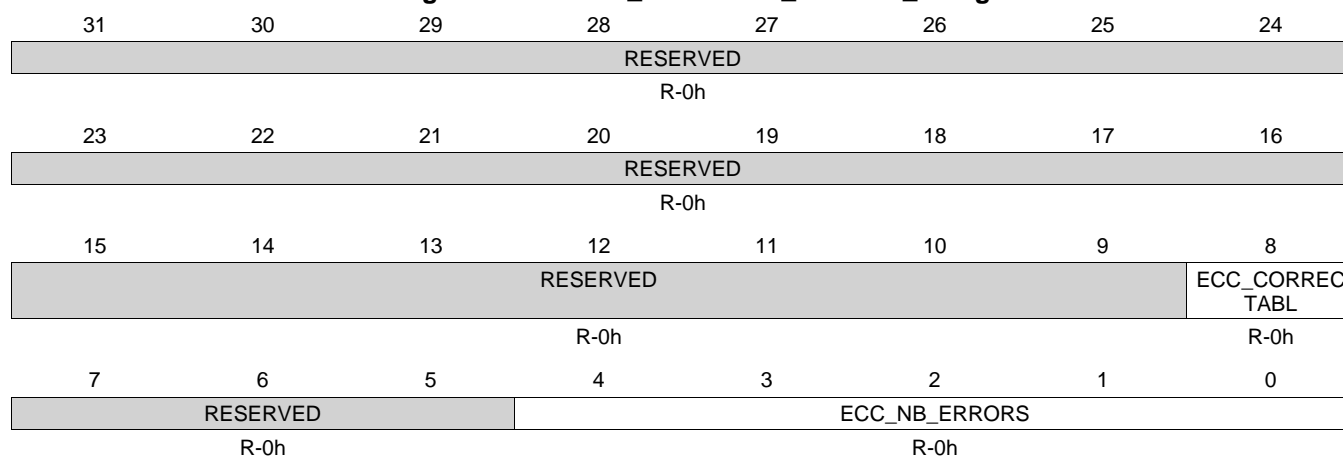 31 30 29 28 27 26 25 24
RESERVED
R-0h
23 22 21 20 19 18 17 16
RESERVED
R-0h
15 14 13 12 11 10 9 8
RESERVED ECC_CORREC
TABL
R-0h R-0h
7 6 5 4 3 2 1 0
RESERVED ECC_NB_ERRORS
R-0h R-0h